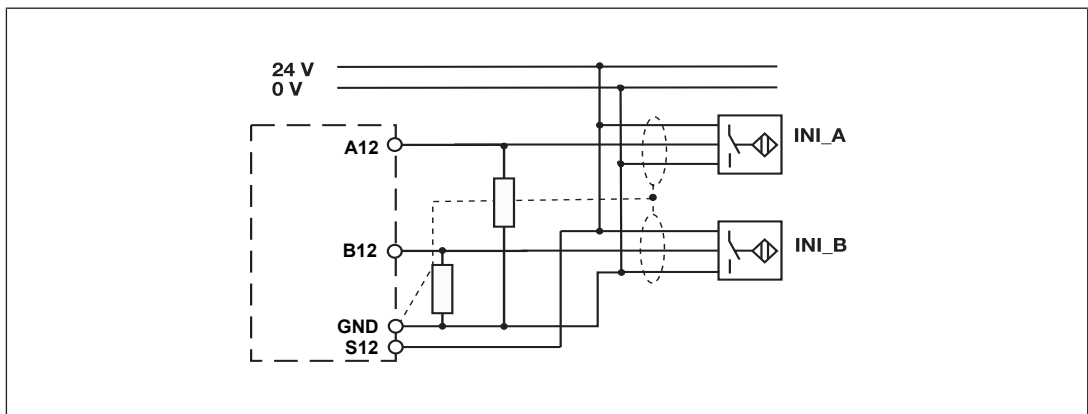 24 V
0 V
A12
INI_A
B12
INI_B
GND
S12